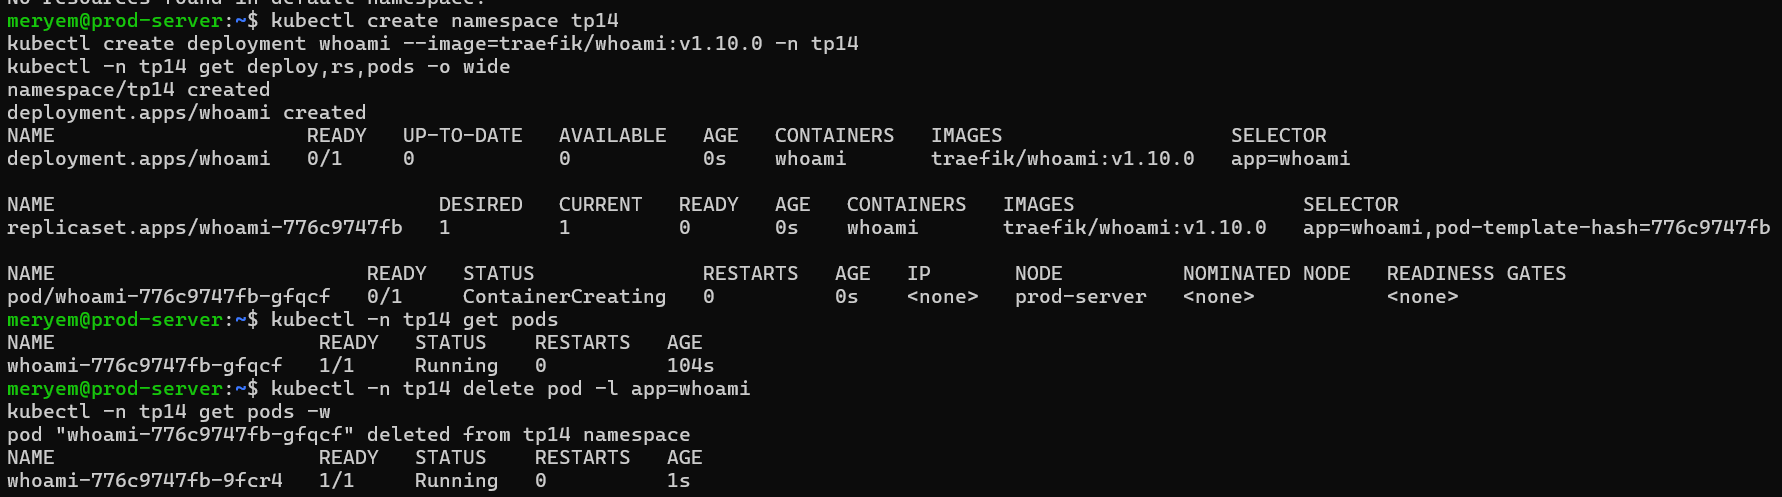 No resources found in default namespace.
meryem@prod-server:~$ kubectl create namespace tp14
kubectl create deployment whoami --image=traefik/whoami:v1.10.0 -n tp14
kubectl -n tp14 get deploy,rs,pods -o wide
namespace/tp14 created
deployment.apps/whoami created
NAME                     READY   UP-TO-DATE   AVAILABLE   AGE   CONTAINERS   IMAGES                   SELECTOR
deployment.apps/whoami   0/1     0            0           0s    whoami       traefik/whoami:v1.10.0   app=whoami

NAME                                DESIRED   CURRENT   READY   AGE   CONTAINERS   IMAGES                   SELECTOR
replicaset.apps/whoami-776c9747fb   1         1         0       0s    whoami       traefik/whoami:v1.10.0   app=whoami,pod-template-hash=776c9747fb

NAME                          READY   STATUS              RESTARTS   AGE   IP       NODE          NOMINATED NODE   READINESS GATES
pod/whoami-776c9747fb-gfqcf   0/1     ContainerCreating   0          0s    <none>   prod-server   <none>           <none>
meryem@prod-server:~$ kubectl -n tp14 get pods
NAME                      READY   STATUS    RESTARTS   AGE
whoami-776c9747fb-gfqcf   1/1     Running   0          104s
meryem@prod-server:~$ kubectl -n tp14 delete pod -l app=whoami
kubectl -n tp14 get pods -w
pod "whoami-776c9747fb-gfqcf" deleted from tp14 namespace
NAME                      READY   STATUS    RESTARTS   AGE
whoami-776c9747fb-9fcr4   1/1     Running   0          1s